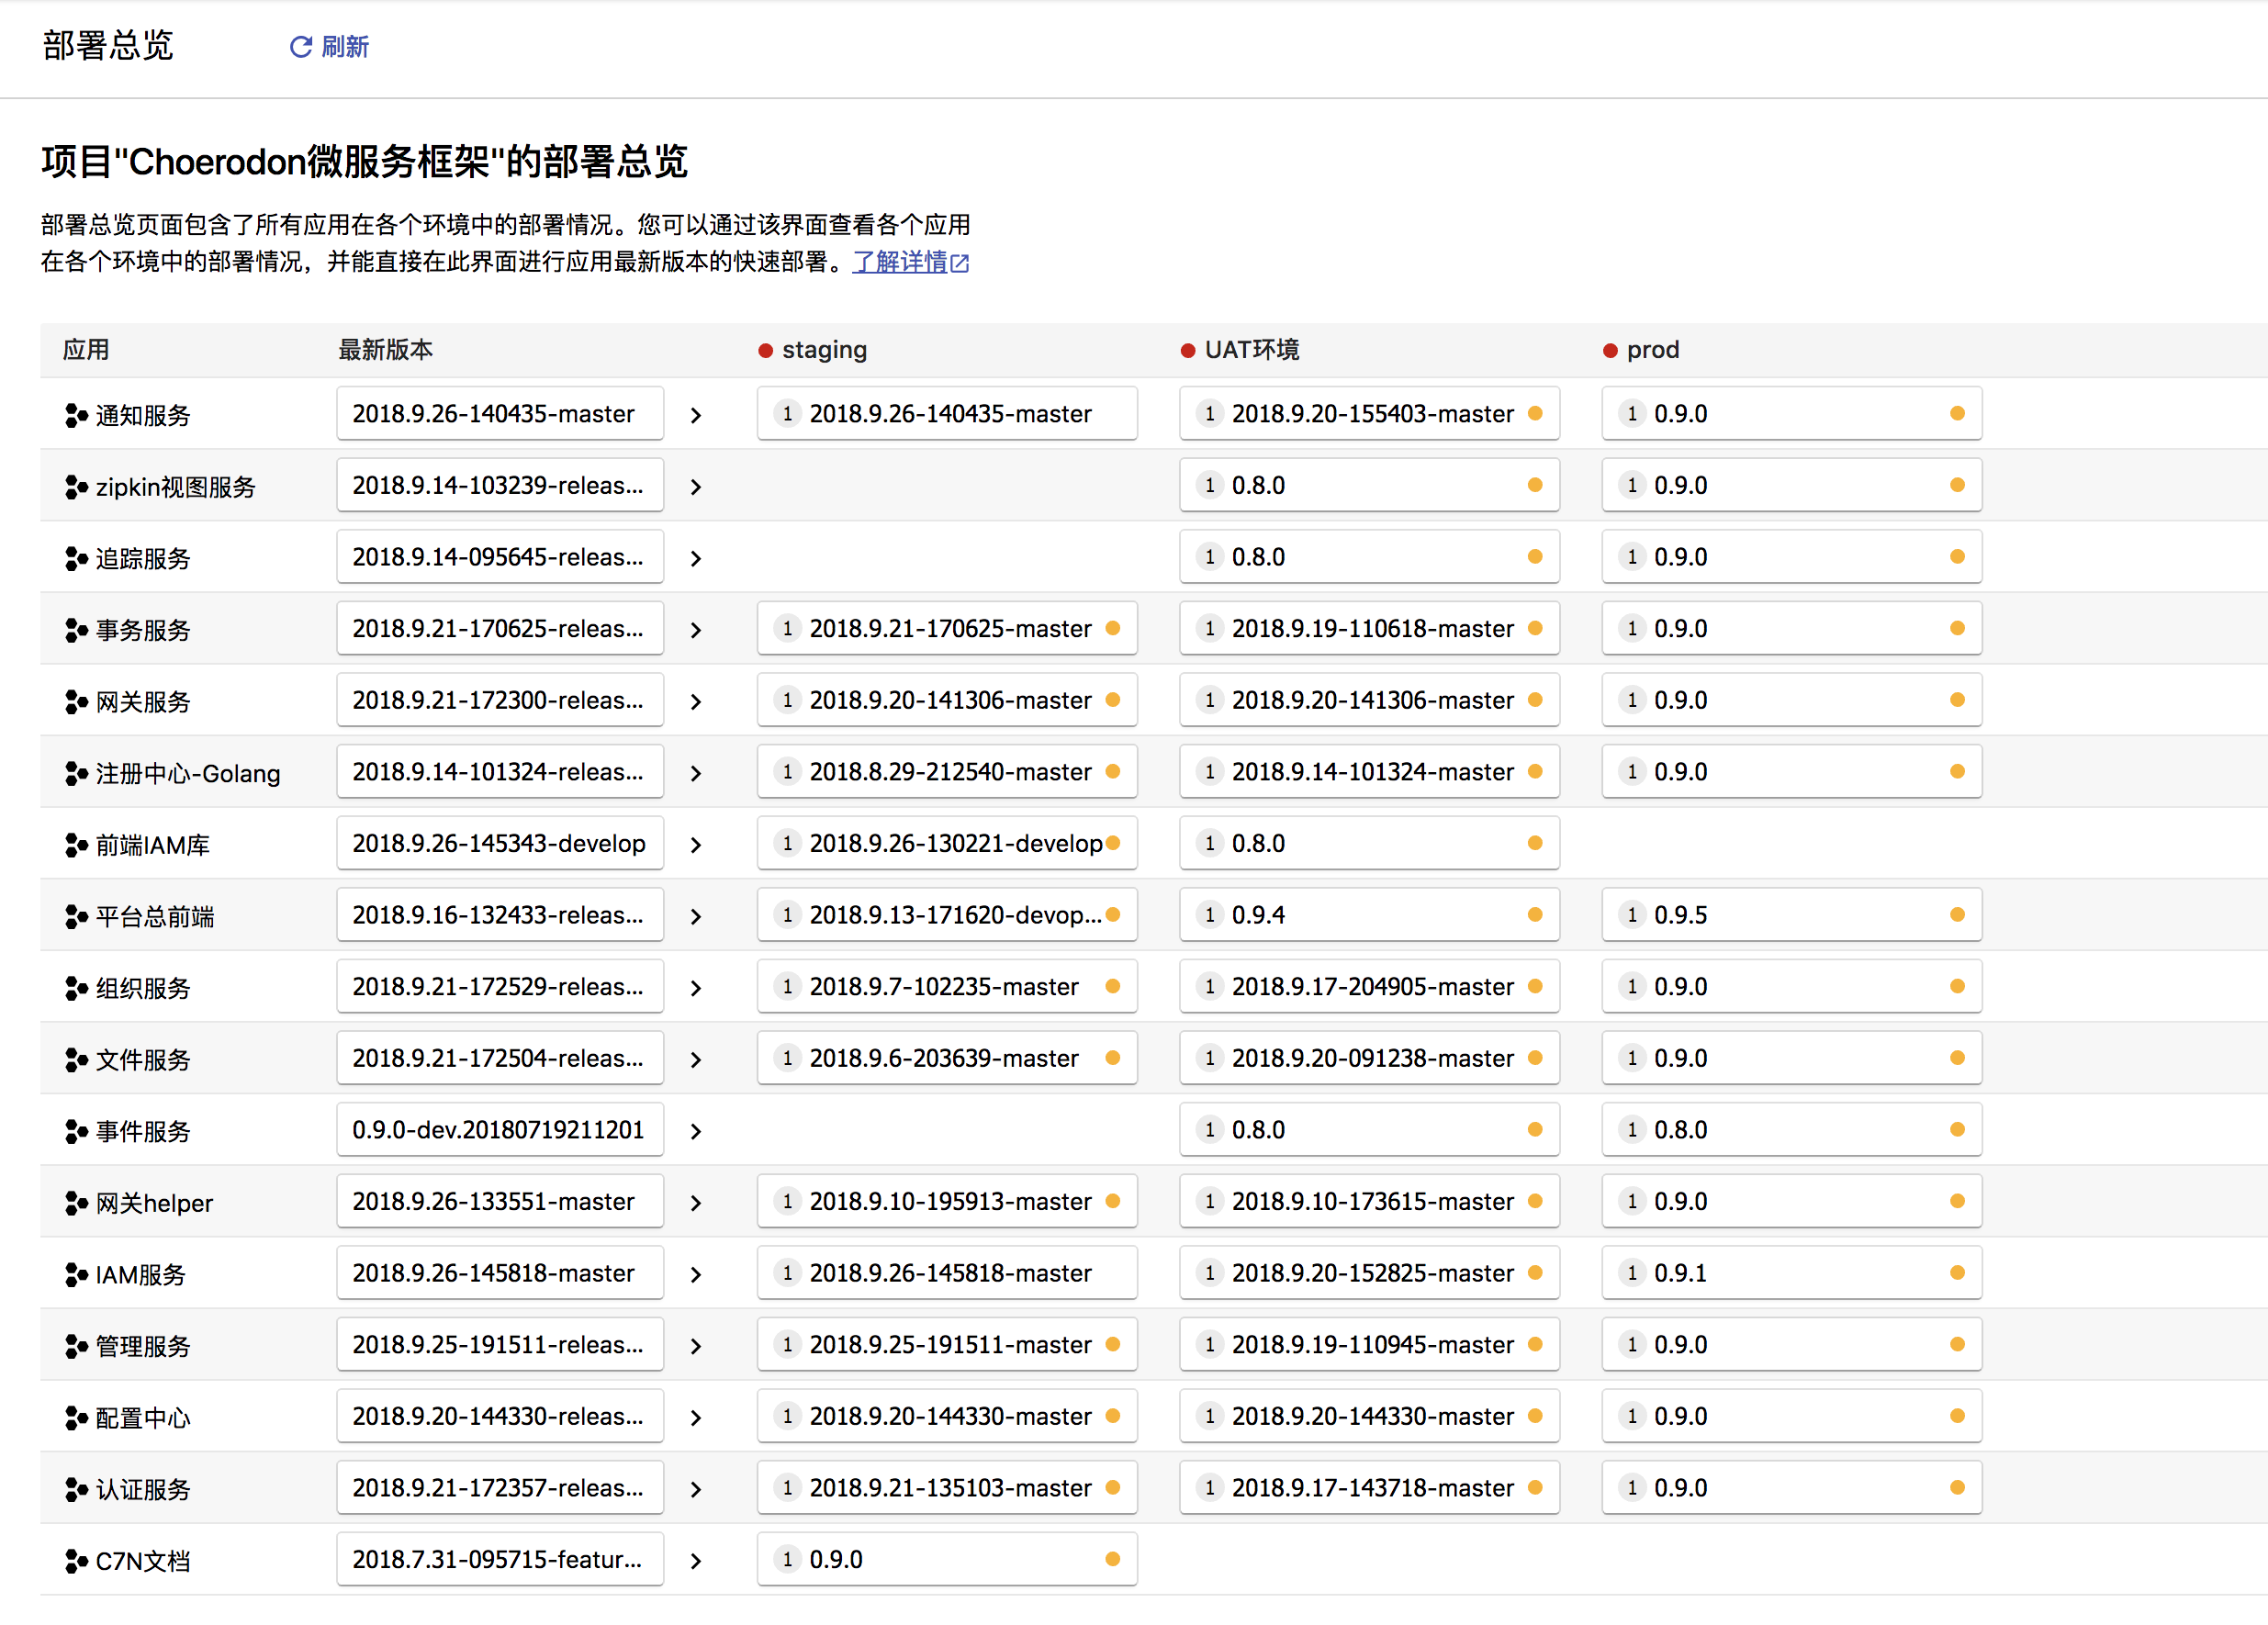 部署总览 刷新
项目"Choerodon微服务框架"的部署总览
部署总览页面包含了所有应用在各个环境中的部署情况。您可以通过该界面查看各个应用
在各个环境中的部署情况，并能直接在此界面进行应用最新版本的快速部署。了解详情
应用 最新版本 staging UAT环境 prod
通知服务 2018.9.26-140435-master 1 2018.9.26-140435-master 1 2018.9.20-155403-master 1 0.9.0
zipkin视图服务 2018.9.14-103239-releas... 1 0.8.0 1 0.9.0
追踪服务 2018.9.14-095645-releas... 1 0.8.0 1 0.9.0
事务服务 2018.9.21-170625-releas... 1 2018.9.21-170625-master 1 2018.9.19-110618-master 1 0.9.0
网关服务 2018.9.21-172300-releas... 1 2018.9.20-141306-master 1 2018.9.20-141306-master 1 0.9.0
注册中心-Golang 2018.9.14-101324-releas... 1 2018.8.29-212540-master 1 2018.9.14-101324-master 1 0.9.0
前端IAM库 2018.9.26-145343-develop 1 2018.9.26-130221-develop 1 0.8.0
平台总前端 2018.9.16-132433-releas... 1 2018.9.13-171620-devop... 1 0.9.4 1 0.9.5
组织服务 2018.9.21-172529-releas... 1 2018.9.7-102235-master 1 2018.9.17-204905-master 1 0.9.0
文件服务 2018.9.21-172504-releas... 1 2018.9.6-203639-master 1 2018.9.20-091238-master 1 0.9.0
事件服务 0.9.0-dev.20180719211201 1 0.8.0 1 0.8.0
网关helper 2018.9.26-133551-master 1 2018.9.10-195913-master 1 2018.9.10-173615-master 1 0.9.0
IAM服务 2018.9.26-145818-master 1 2018.9.26-145818-master 1 2018.9.20-152825-master 1 0.9.1
管理服务 2018.9.25-191511-releas... 1 2018.9.25-191511-master 1 2018.9.19-110945-master 1 0.9.0
配置中心 2018.9.20-144330-releas... 1 2018.9.20-144330-master 1 2018.9.20-144330-master 1 0.9.0
认证服务 2018.9.21-172357-releas... 1 2018.9.21-135103-master 1 2018.9.17-143718-master 1 0.9.0
C7N文档 2018.7.31-095715-featur... 1 0.9.0